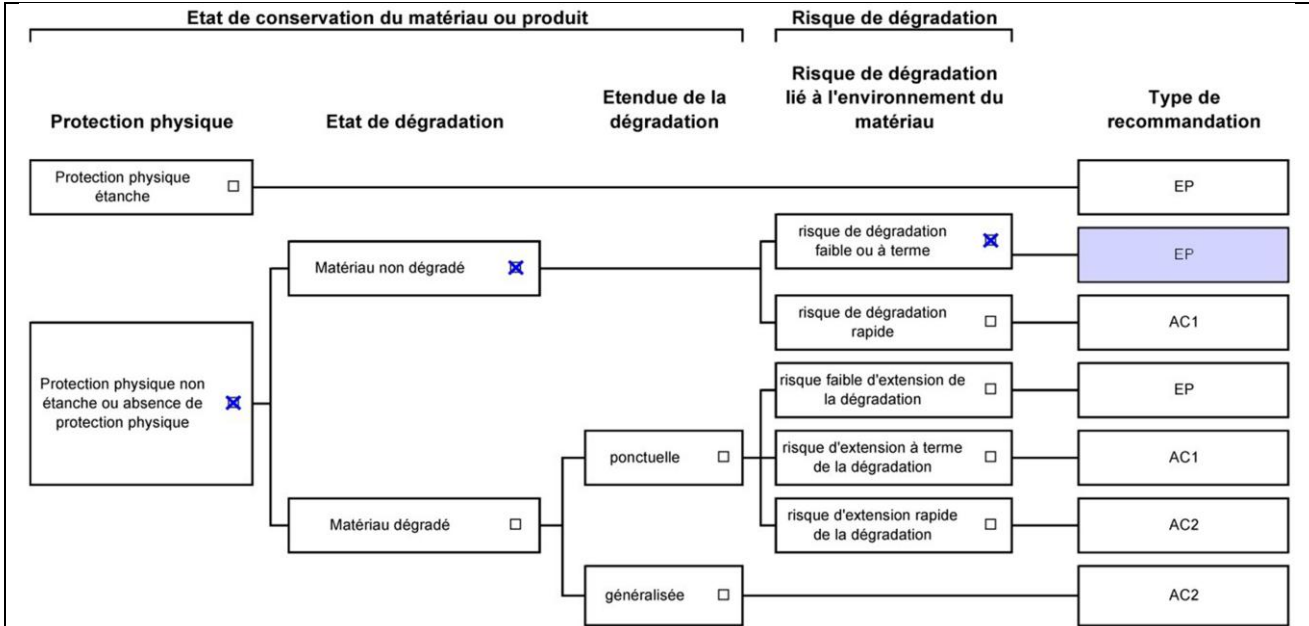 Etat de conservation du matériau ou produit
Risque de dégradation
Protection physique
Etat de dégradation
Etendue de la
dégradation
Risque de dégradation
lié à l'environnement du
matériau
Type de
recommandation
Protection physique
étanche
EP
risque de dégradation
faible ou à terme
EP
Matériau non dégradé
risque de dégradation
rapide
AC1
Protection physique non
étanche ou absence de
protection physique
risque faible d'extension de
la dégradation
EP
ponctuelle
risque d'extension à terme
de la dégradation
AC1
Matériau dégradé
risque d'extension rapide
de la dégradation
AC2
généralisée
AC2